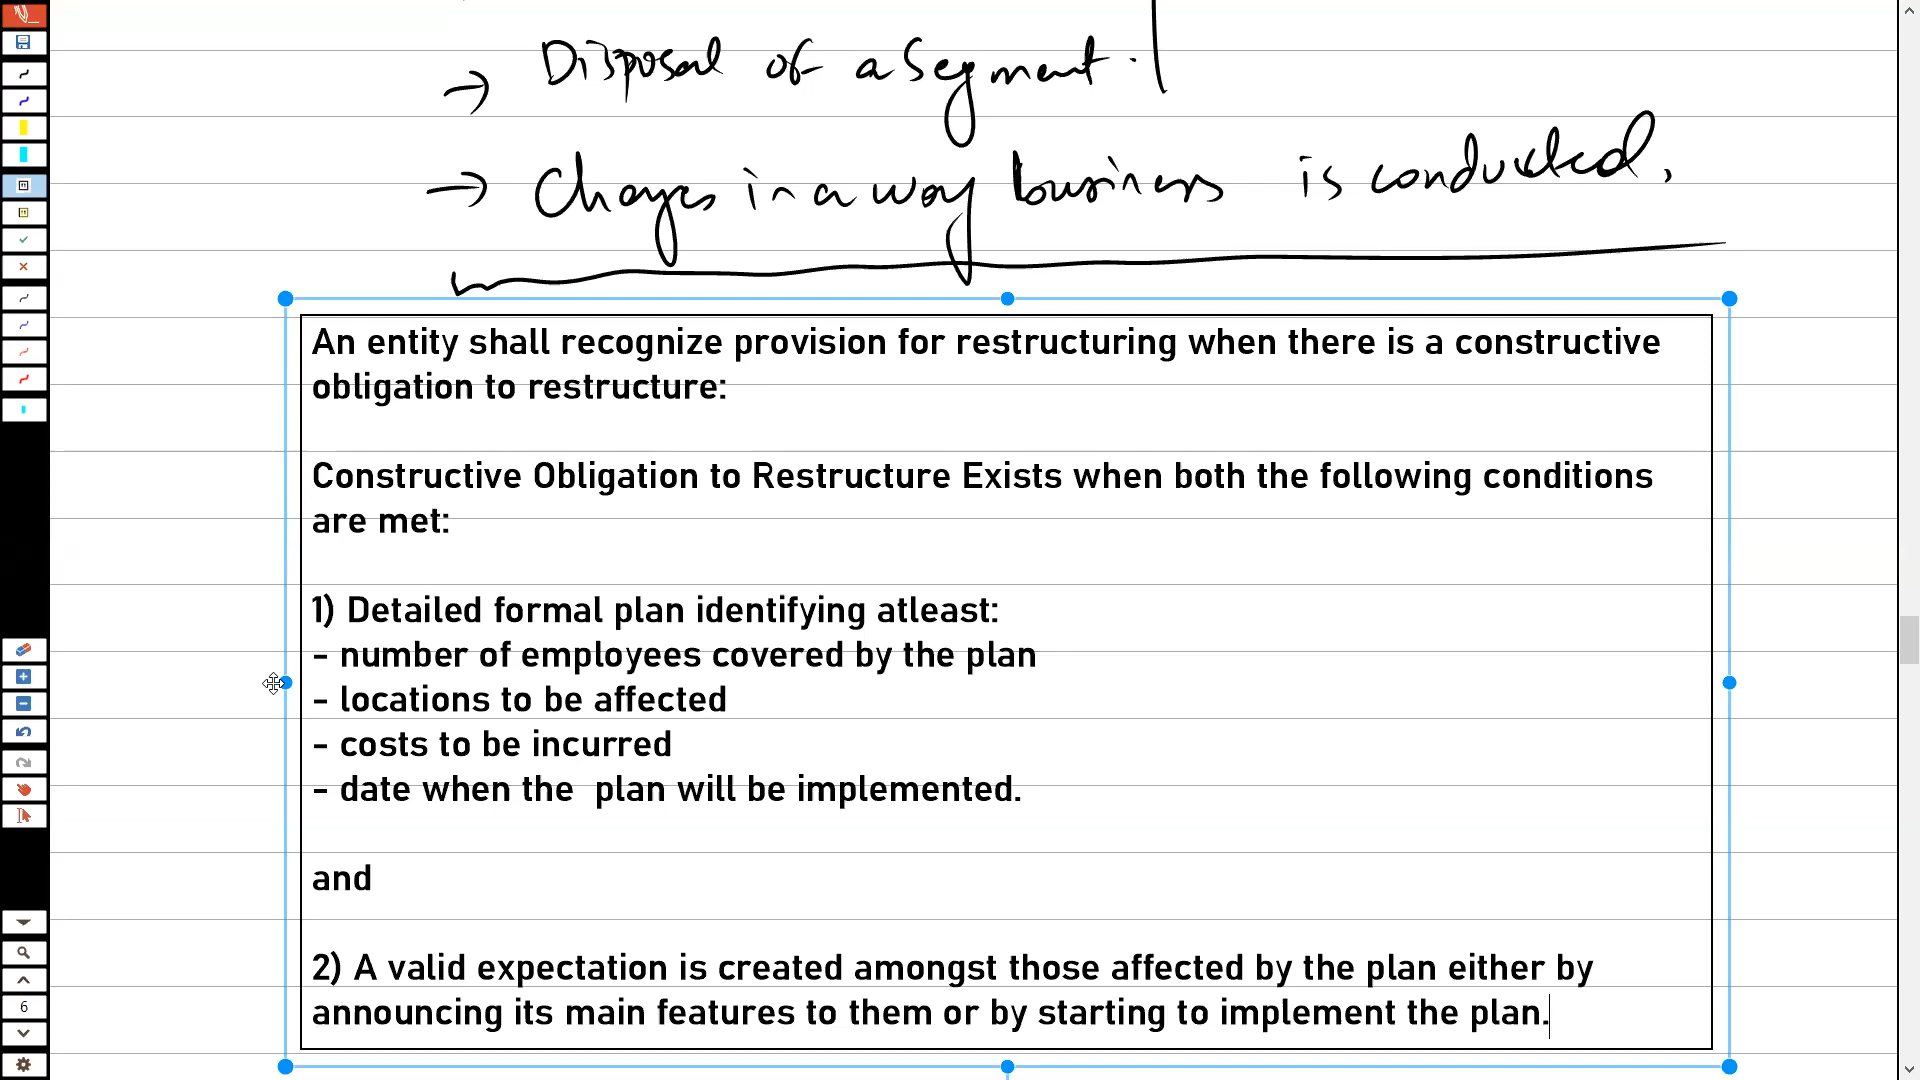 → Disposal of a Segment.
→ Changes in a way business is conducted.
An entity shall recognize provision for restructuring when there is a constructive
obligation to restructure:
Constructive Obligation to Restructure Exists when both the following conditions
are met:
1) Detailed formal plan identifying atleast:
- number of employees covered by the plan
- locations to be affected
- costs to be incurred
- date when the  plan will be implemented.
and
2) A valid expectation is created amongst those affected by the plan either by
announcing its main features to them or by starting to implement the plan.
6